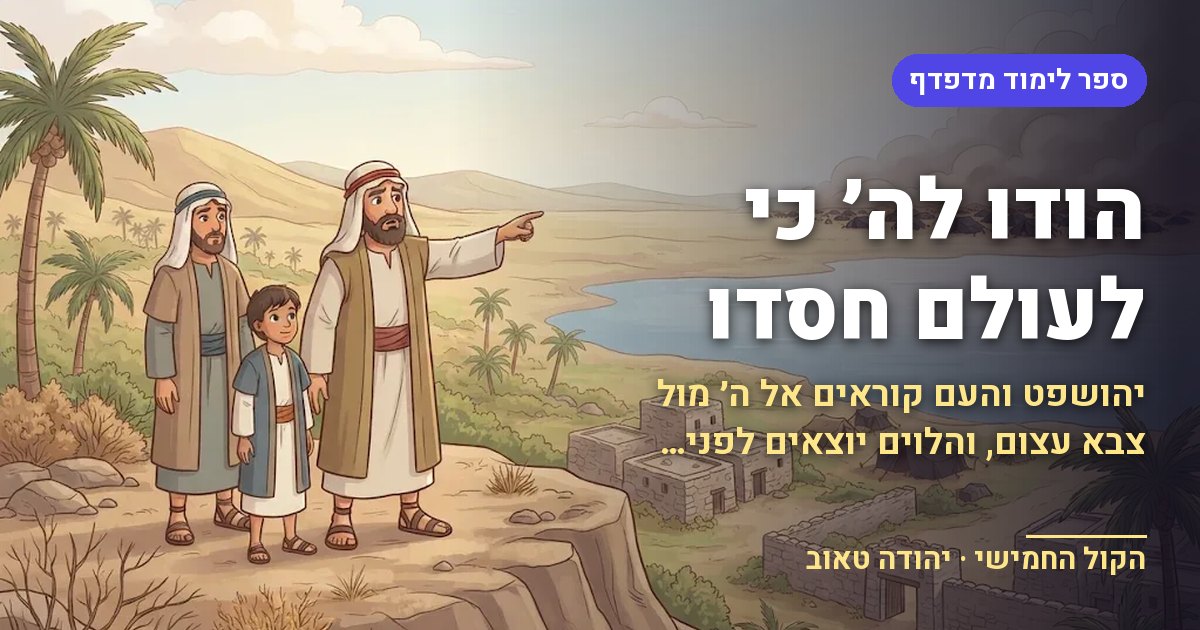 ספר לימוד מדפדף
הודו לה׳ כי
לעולם חסדו
יהושפט והעם קוראים אל ה׳ מול
צבא עצום, והלוים יוצאים לפני…
הקול החמישי · יהודה טאוב